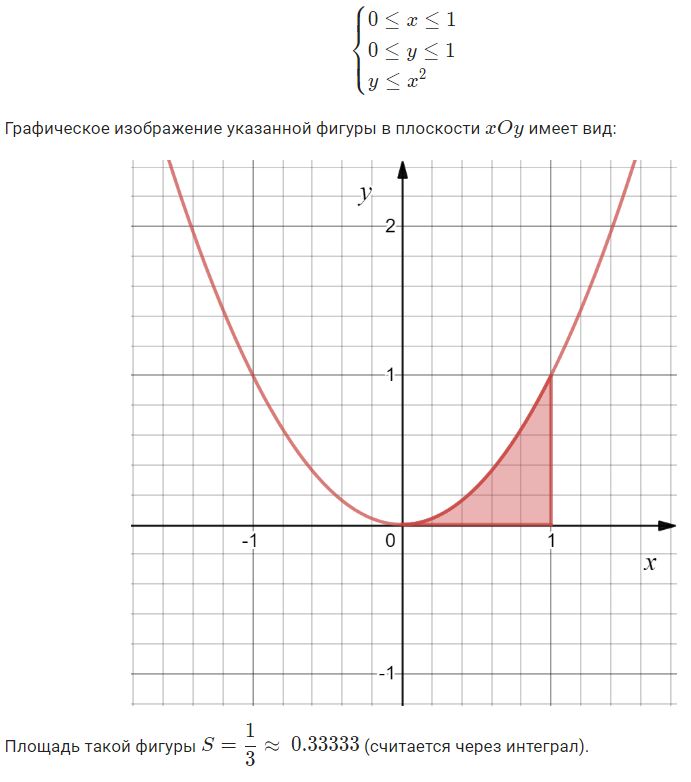 0 ≤ x ≤ 1
0 ≤ y ≤ 1
y ≤ x²
Графическое изображение указанной фигуры в плоскости xOy имеет вид:
y
2
1
-1 0 1
x
-1
Площадь такой фигуры S = 1/3 ≈ 0.33333 (считается через интеграл).